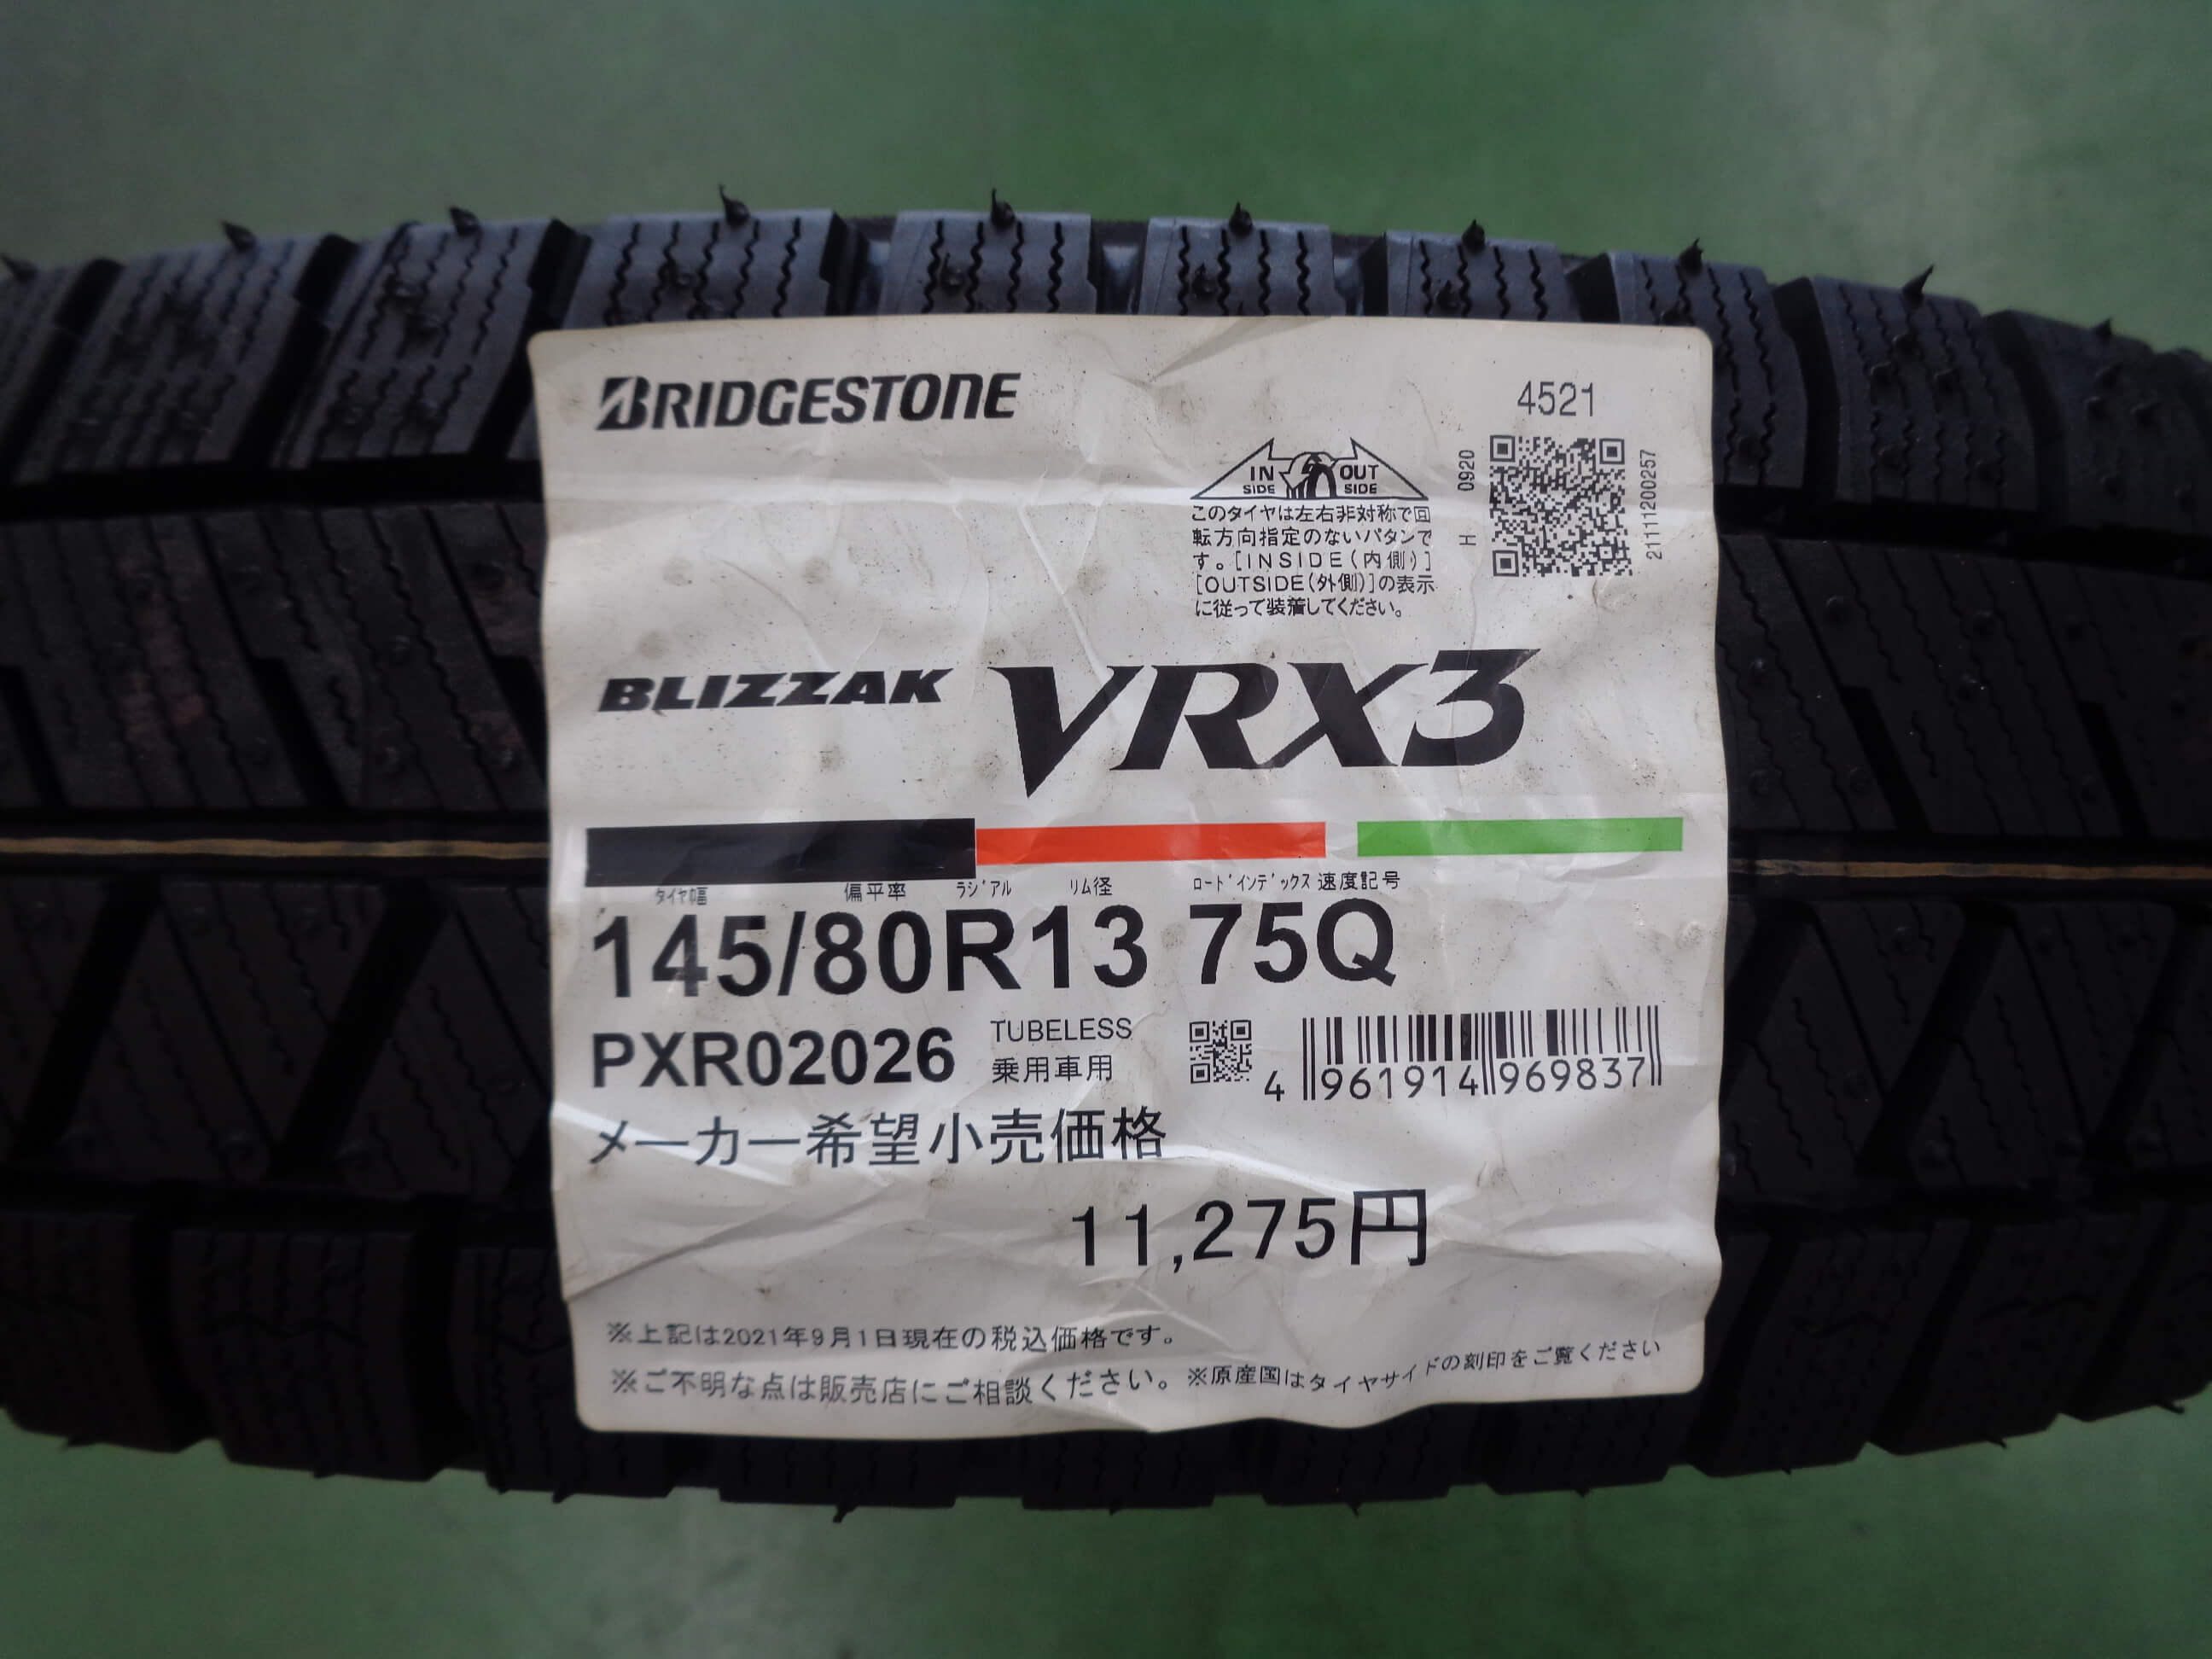 BRIDGESTONE
4521
IN OUT
SIDE SIDE
このタイヤは左右非対称で回
転方向指定のないパタンで
す。[INSIDE(内側)]
[OUTSIDE(外側)]の表示
に従って装着してください。
H 0920
21111200257
BLIZZAK VRX3
タイヤ幅 偏平率 ラジアル リム径 ロードインデックス 速度記号
145/80R13 75Q
PXR02026
TUBELESS
乗用車用
4 961914 969837
メーカー希望小売価格
11,275円
※上記は2021年9月1日現在の税込価格です。
※ご不明な点は販売店にご相談ください。※原産国はタイヤサイドの刻印をご覧ください